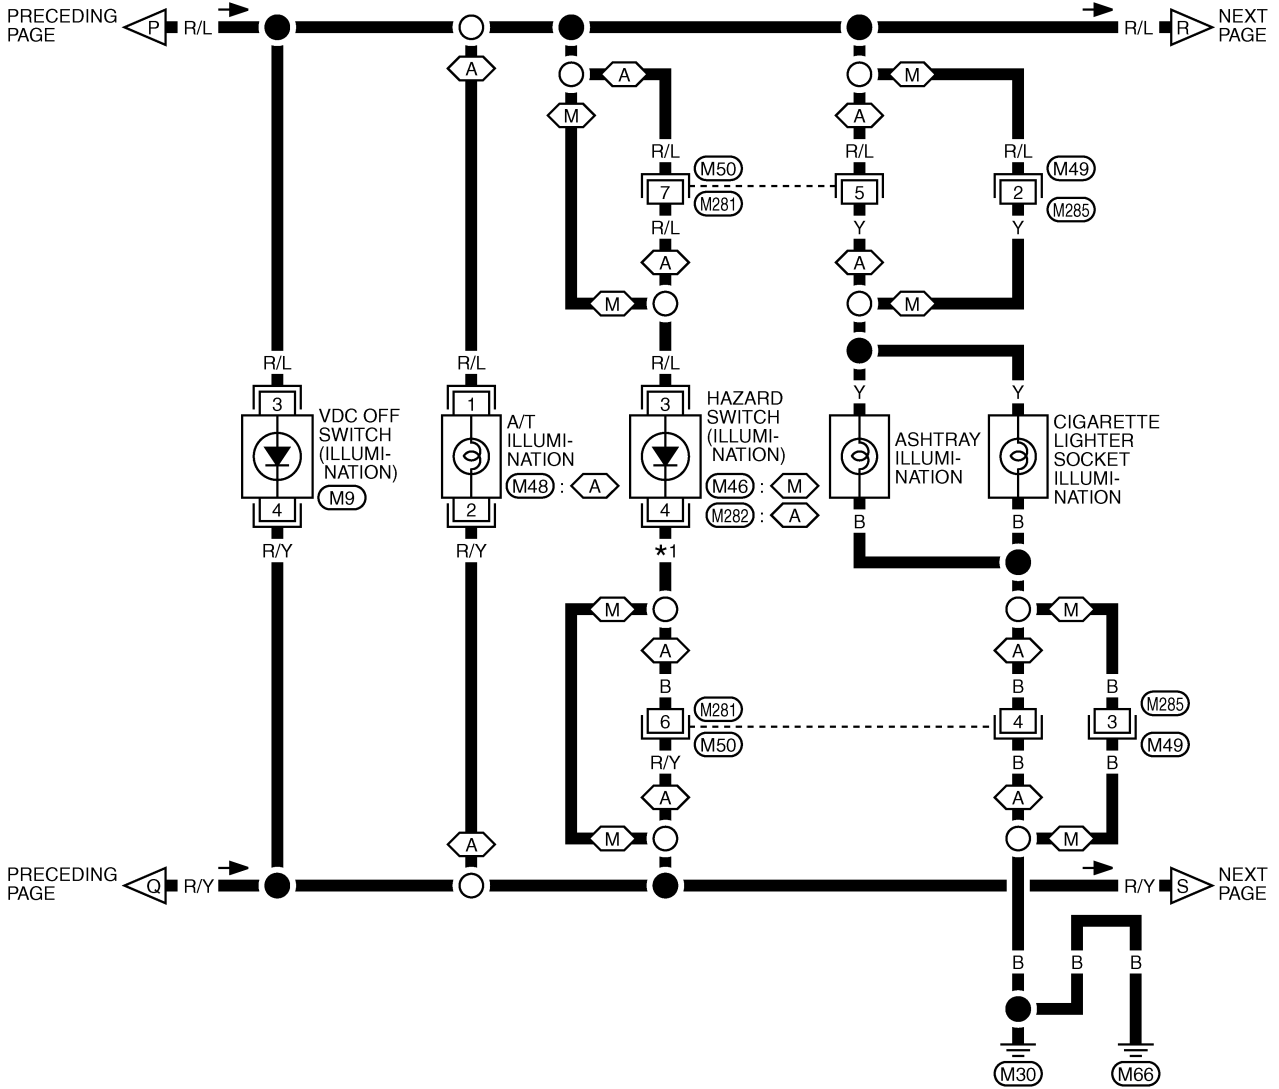 PRECEDING
PAGE
P
R/L
R/L
R
NEXT
PAGE
A
A
M
M
M
A
R/L
R/L
R/L
M50
M49
7
5
2
M281
M285
R/L
Y
Y
A
A
M
M
R/L
R/L
R/L
Y
Y
3
1
3
VDC OFF
SWITCH
(ILLUMI-
NATION)
M9
A/T
ILLUMI-
NATION
M48 : A
HAZARD
SWITCH
(ILLUMI-
NATION)
M46 : M
M282 : A
ASHTRAY
ILLUMI-
NATION
CIGARETTE
LIGHTER
SOCKET
ILLUMI-
NATION
4
2
4
B
B
R/Y
R/Y
*1
M
M
A
A
B
B
B
M281
M285
6
4
3
M50
M49
R/Y
B
B
A
A
M
M
A
PRECEDING
PAGE
Q
R/Y
R/Y
S
NEXT
PAGE
B
B
B
M30
M66